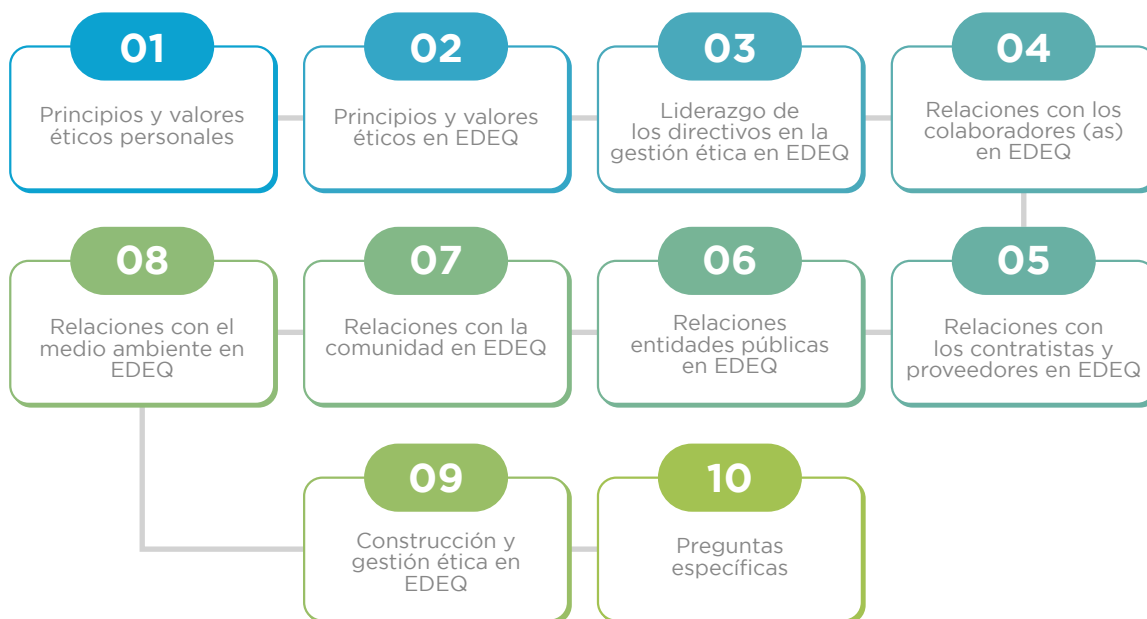 01
Principios y valores
éticos personales
02
Principios y valores
éticos en EDEQ
03
Liderazgo de
los directivos en la
gestión ética en EDEQ
04
Relaciones con los
colaboradores (as)
en EDEQ
05
Relaciones con
los contratistas y
proveedores en EDEQ
06
Relaciones
entidades públicas
en EDEQ
07
Relaciones con la
comunidad en EDEQ
08
Relaciones con el
medio ambiente en
EDEQ
09
Construcción y
gestión ética en
EDEQ
10
Preguntas
específicas